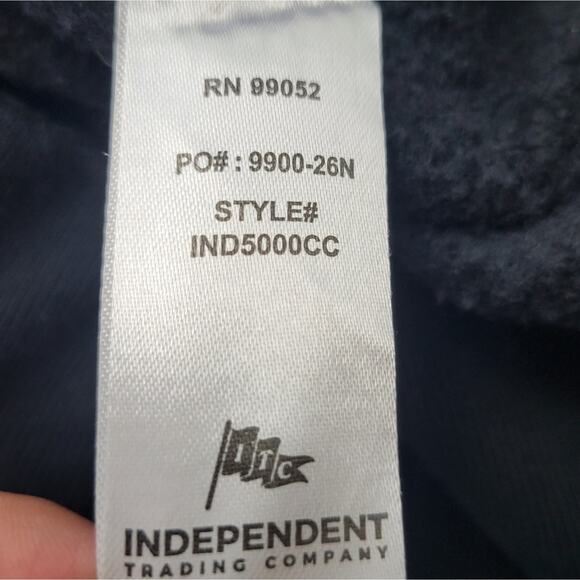 RN 99052
PO# : 9900-26N
STYLE#
IND5000CC
ITC
INDEPENDENT
TRADING COMPANY